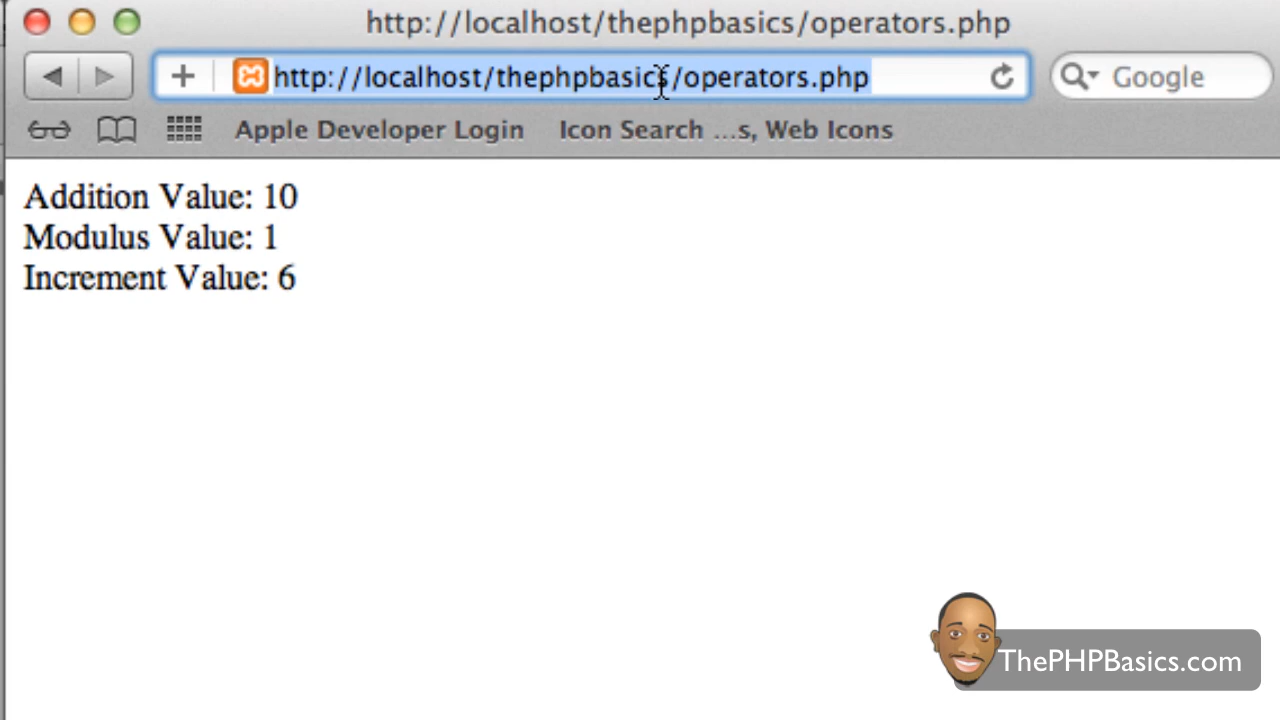 http://localhost/thephpbasics/operators.php
http://localhost/thephpbasics/operators.php
Google
Apple Developer Login Icon Search ...s, Web Icons
Addition Value: 10
Modulus Value: 1
Increment Value: 6
ThePHPBasics.com